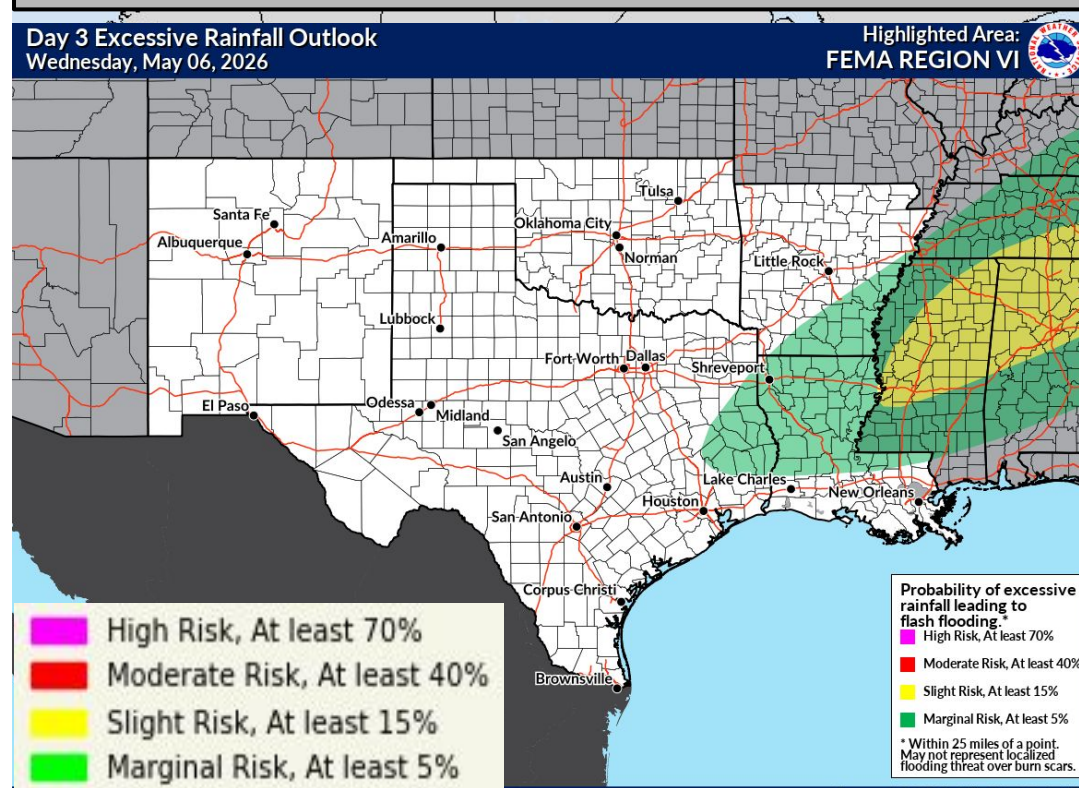 Day 3 Excessive Rainfall Outlook
Wednesday, May 06, 2026
Highlighted Area:
FEMA REGION VI
NATIONAL WEATHER SERVICE
Tulsa
Santa Fe
Oklahoma City
Albuquerque
Amarillo
Norman
Little Rock
Lubbock
Fort Worth
Dallas
Shreveport
El Paso
Odessa
Midland
San Angelo
Austin
Lake Charles
Houston
New Orleans
San Antonio
Corpus Christi
Brownsville
High Risk, At least 70%
Moderate Risk, At least 40%
Slight Risk, At least 15%
Marginal Risk, At least 5%
Probability of excessive
rainfall leading to
flash flooding.*
High Risk, At least 70%
Moderate Risk, At least 40%
Slight Risk, At least 15%
Marginal Risk, At least 5%
* Within 25 miles of a point.
May not represent localized
flooding threat over burn scars.